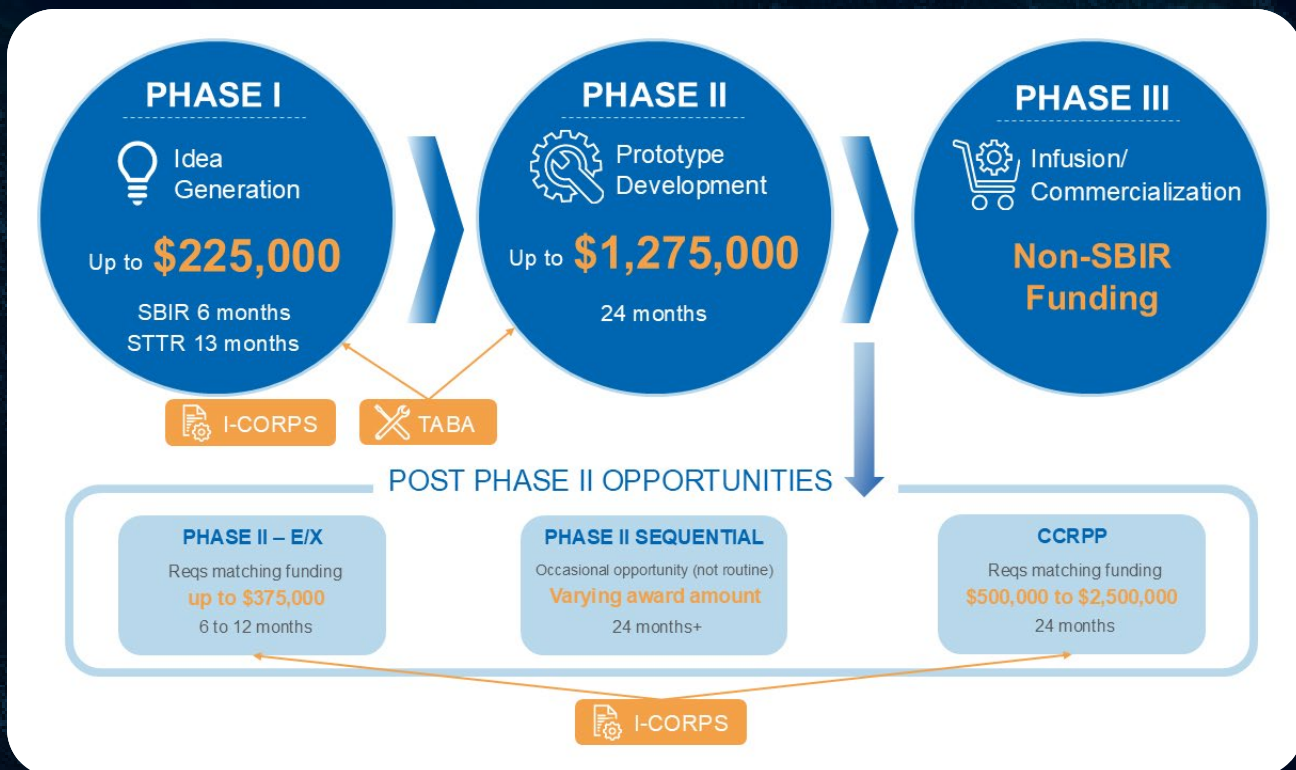 PHASE I
Idea
Generation
Up to $225,000
SBIR 6 months
STTR 13 months
PHASE II
Prototype
Development
Up to $1,275,000
24 months
PHASE III
Infusion/
Commercialization
Non-SBIR
Funding
I-CORPS
TABA
POST PHASE II OPPORTUNITIES
PHASE II – E/X
Reqs matching funding
up to $375,000
6 to 12 months
PHASE II SEQUENTIAL
Occasional opportunity (not routine)
Varying award amount
24 months+
CCRPP
Reqs matching funding
$500,000 to $2,500,000
24 months
I-CORPS